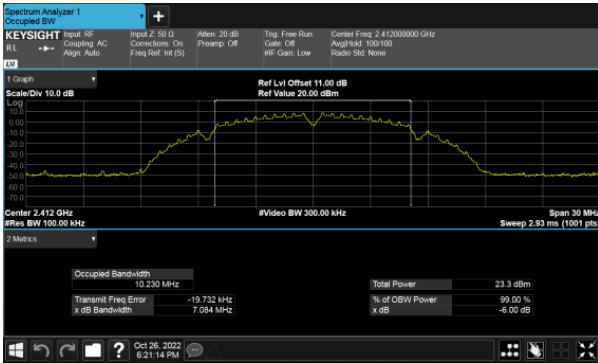 Spectrum Analyzer 1
Occupied BW
+
KEYSIGHT Input: RF Input Z: 50 Ω Atten: 20 dB Trig: Free Run Center Freq: 2.412000000 GHz
RL Coupling: AC Corrections: On Preamp: Off Gate: Off Avg|Hold: 100/100
Align: Auto Freq Ref: Int (S) #IF Gain: Low Radio Std: None
LW
1 Graph
Ref Lvl Offset 11.00 dB
Scale/Div 10.0 dB Ref Value 20.00 dBm
Log
10.0
0.00
-10.0
-20.0
-30.0
-40.0
-50.0
-60.0
-70.0
Center 2.412 GHz #Video BW 300.00 kHz Span 30 MHz
#Res BW 100.00 kHz Sweep 2.93 ms (1001 pts)
2 Metrics
Occupied Bandwidth
10.230 MHz Total Power 23.3 dBm
Transmit Freq Error -19.732 kHz % of OBW Power 99.00 %
x dB Bandwidth 7.084 MHz x dB -6.00 dB
? Oct 26, 2022
6:21:14 PM